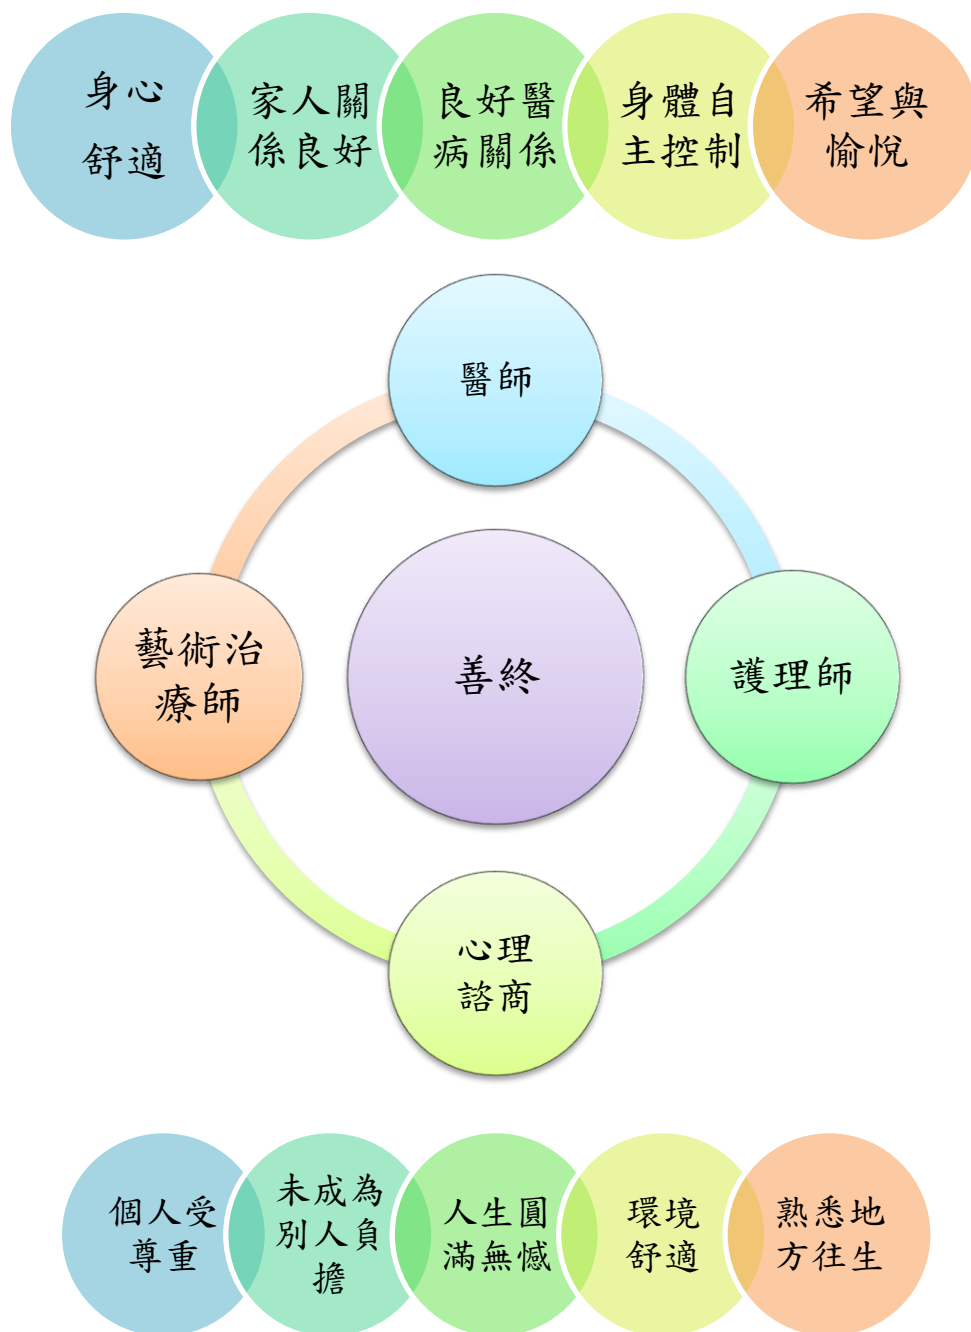 身心
舒適
家人關
係良好
良好醫
病關係
身體自
主控制
希望與
愉悅
醫師
藝術治
療師
善終
護理師
心理
諮商
個人受
尊重
未成為
別人負
擔
人生圓
滿無憾
環境
舒適
熟悉地
方往生